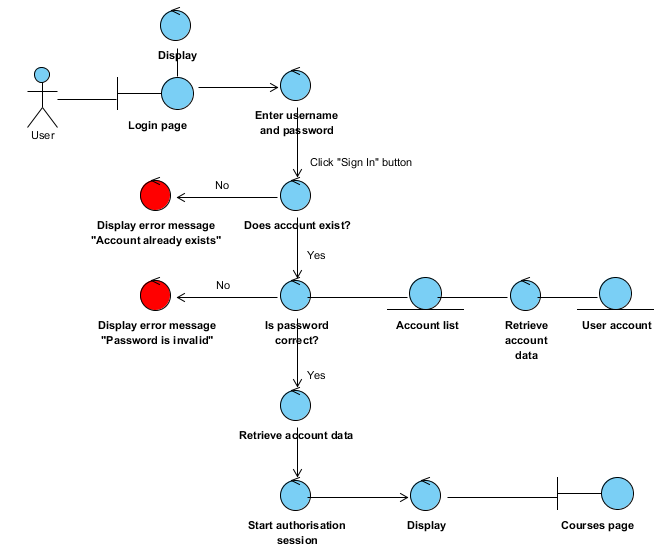 Display
User
Login page
Enter username
and password
Click "Sign In" button
No
Display error message
"Account already exists"
Does account exist?
Yes
No
Display error message
"Password is invalid"
Is password
correct?
Account list
Retrieve
account
data
User account
Yes
Retrieve account data
Start authorisation
session
Display
Courses page